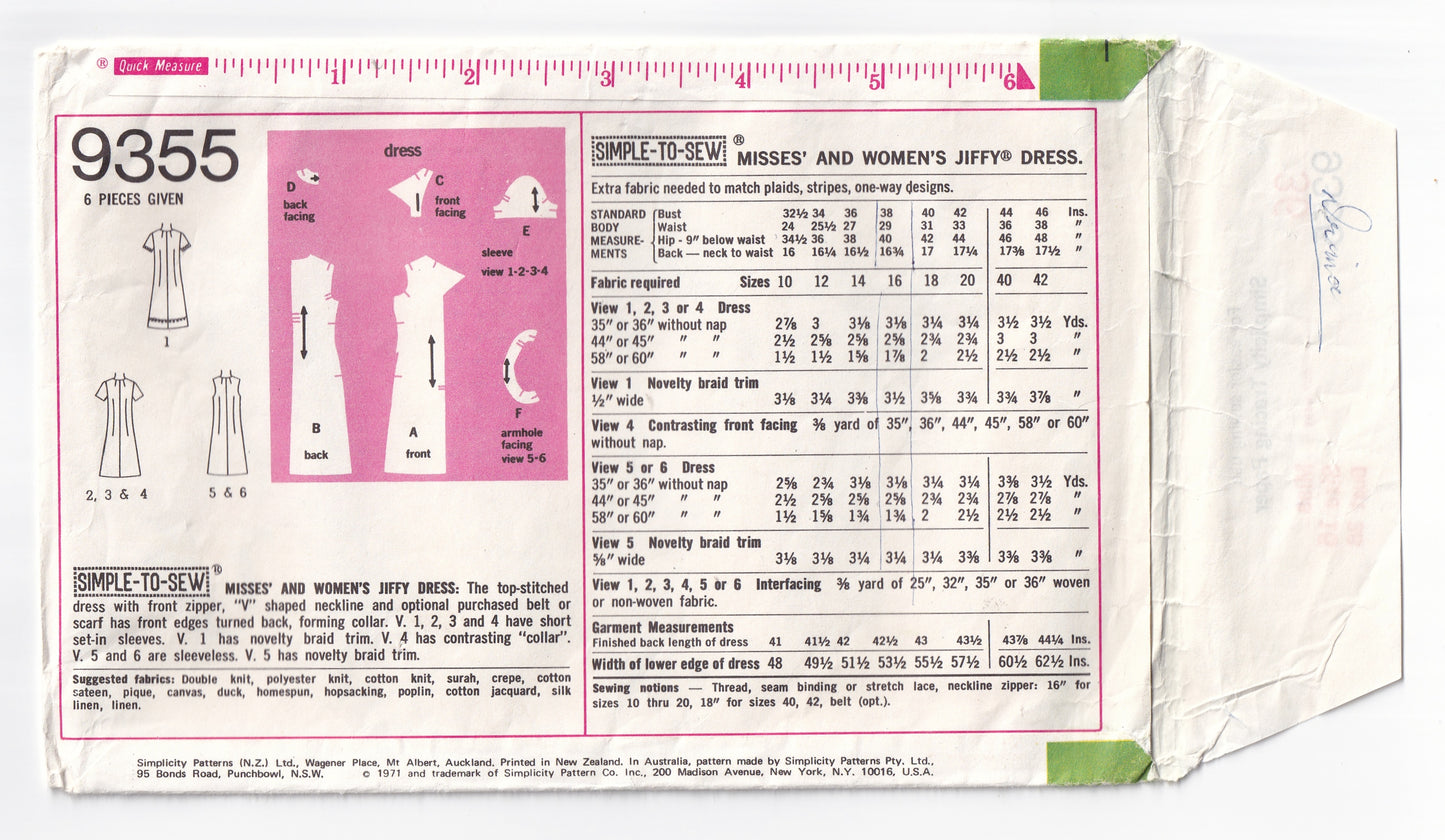 ® Quick Measure 1 2 3 4 5 6
9355
6 PIECES GIVEN
1
2, 3 & 4 5 & 6
dress
D
back
facing
C
front
facing
E
sleeve
view 1-2-3-4
B
back
A
front
F
armhole
facing
view 5-6
SIMPLE-TO-SEW® MISSES' AND WOMEN'S JIFFY DRESS: The top-stitched
dress with front zipper, "V" shaped neckline and optional purchased belt or
scarf has front edges turned back, forming collar. V. 1, 2, 3 and 4 have short
set-in sleeves. V. 1 has novelty braid trim. V. 4 has contrasting "collar".
V. 5 and 6 are sleeveless. V. 5 has novelty braid trim.
Suggested fabrics: Double knit, polyester knit, cotton knit, surah, crepe, cotton
sateen, pique, canvas, duck, homespun, hopsacking, poplin, cotton jacquard, silk
linen, linen.
SIMPLE-TO-SEW® MISSES' AND WOMEN'S JIFFY® DRESS.
Extra fabric needed to match plaids, stripes, one-way designs.
STANDARD Bust 32½ 34 36 38 40 42 44 46 Ins.
BODY Waist 24 25½ 27 29 31 33 36 38 "
MEASURE- Hip - 9" below waist 34½ 36 38 40 42 44 46 48 "
MENTS Back — neck to waist 16 16¼ 16½ 16¾ 17 17¼ 17⅜ 17½ "
Fabric required Sizes 10 12 14 16 18 20 40 42
View 1, 2, 3 or 4 Dress
35" or 36" without nap 2⅞ 3 3⅛ 3⅛ 3¼ 3¼ 3½ 3½ Yds.
44" or 45" " " 2½ 2⅝ 2⅝ 2⅝ 2¾ 2¾ 3 3 "
58" or 60" " " 1½ 1½ 1⅝ 1⅞ 2 2½ 2½ 2½ "
View 1 Novelty braid trim
½" wide 3⅛ 3¼ 3⅜ 3½ 3⅝ 3¾ 3¾ 3⅞ "
View 4 Contrasting front facing ⅜ yard of 35", 36", 44", 45", 58" or 60"
without nap.
View 5 or 6 Dress
35" or 36" without nap 2⅝ 2¾ 3⅛ 3⅛ 3¼ 3¼ 3⅜ 3½ Yds.
44" or 45" " " 2½ 2⅝ 2⅝ 2⅝ 2¾ 2¾ 2⅞ 2⅞ "
58" or 60" " " 1½ 1⅝ 1¾ 1¾ 2 2½ 2½ 2½ "
View 5 Novelty braid trim
⅝" wide 3⅛ 3⅛ 3¼ 3¼ 3¼ 3⅜ 3⅜ 3⅜ "
View 1, 2, 3, 4, 5 or 6 Interfacing ⅜ yard of 25", 32", 35" or 36" woven
or non-woven fabric.
Garment Measurements
Finished back length of dress 41 41½ 42 42½ 43 43½ 43⅞ 44¼ Ins.
Width of lower edge of dress 48 49½ 51½ 53½ 55½ 57½ 60½ 62½ Ins.
Sewing notions — Thread, seam binding or stretch lace, neckline zipper: 16" for
sizes 10 thru 20, 18" for sizes 40, 42, belt (opt.).
Simplicity Patterns (N.Z.) Ltd., Wagener Place, Mt Albert, Auckland. Printed in New Zealand. In Australia, pattern made by Simplicity Patterns Pty. Ltd.,
95 Bonds Road, Punchbowl, N.S.W. © 1971 and trademark of Simplicity Pattern Co. Inc., 200 Madison Avenue, New York, N.Y. 10016, U.S.A.